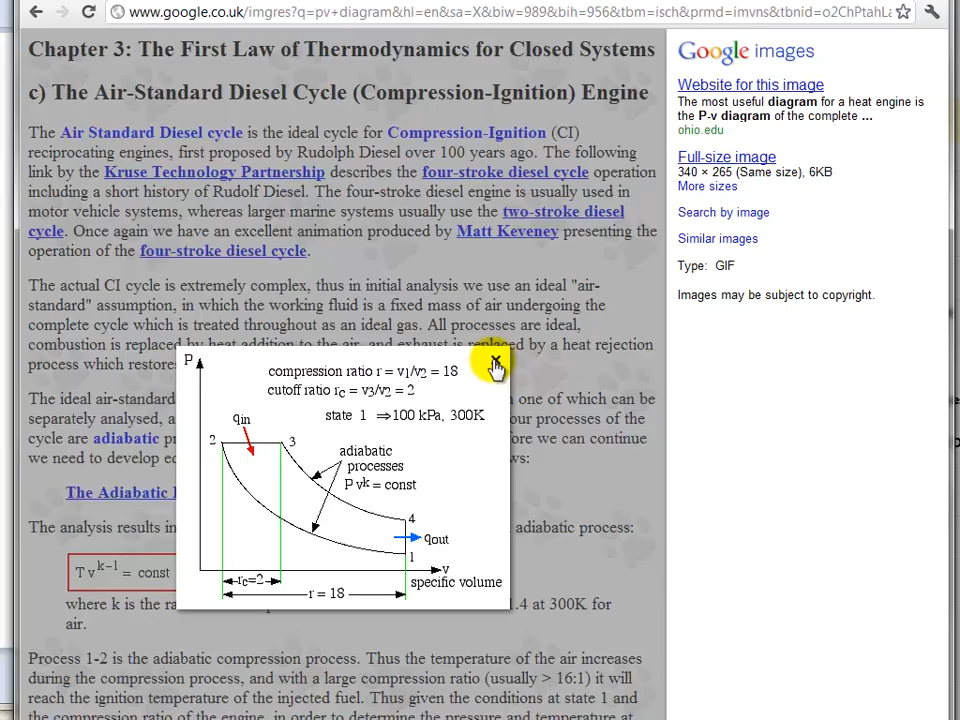 www.google.co.uk/imgres?q=pv+diagram&hl=en&sa=X&biw=989&bih=956&tbm=isch&prmd=imvns&tbnid=o2ChPtahLa
Chapter 3: The First Law of Thermodynamics for Closed Systems
c) The Air-Standard Diesel Cycle (Compression-Ignition) Engine
The Air Standard Diesel cycle is the ideal cycle for Compression-Ignition (CI)
reciprocating engines, first proposed by Rudolph Diesel over 100 years ago. The following
link by the Kruse Technology Partnership describes the four-stroke diesel cycle operation
including a short history of Rudolf Diesel. The four-stroke diesel engine is usually used in
motor vehicle systems, whereas larger marine systems usually use the two-stroke diesel
cycle. Once again we have an excellent animation produced by Matt Keveney presenting the
operation of the four-stroke diesel cycle.
The actual CI cycle is extremely complex, thus in initial analysis we use an ideal "air-
standard" assumption, in which the working fluid is a fixed mass of air undergoing the
complete cycle which is treated throughout as an ideal gas. All processes are ideal,
combustion is replaced by heat addition to the air, and exhaust is replaced by a heat rejection
process which restore
The ideal air-standard
one of which can be
separately analysed, a
our processes of the
cycle are adiabatic pr
fore we can continue
we need to develop e
ws:
The Adiabatic
The analysis results in
adiabatic process:
T v^k-1 = const
where k is the ra
1.4 at 300K for
air.
Process 1-2 is the adiabatic compression process. Thus the temperature of the air increases
during the compression process, and with a large compression ratio (usually > 16:1) it will
reach the ignition temperature of the injected fuel. Thus given the conditions at state 1 and
the compression ratio of the engine, in order to determine the pressure and temperature at
P
compression ratio r = v1/v2 = 18
cutoff ratio rc = v3/v2 = 2
state 1 ⇒100 kPa, 300K
qin
2
3
adiabatic
processes
P v^k = const
4
qout
1
v
specific volume
rc=2
r = 18
x
Google images
Website for this image
The most useful diagram for a heat engine is
the P-v diagram of the complete ...
ohio.edu
Full-size image
340 × 265 (Same size), 6KB
More sizes
Search by image
Similar images
Type: GIF
Images may be subject to copyright.